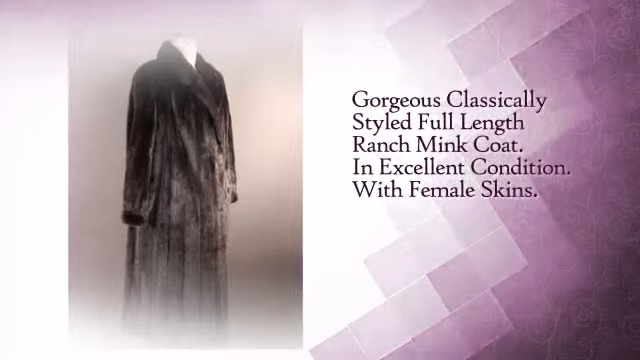 Gorgeous Classically
Styled Full Length
Ranch Mink Coat.
In Excellent Condition.
With Female Skins.